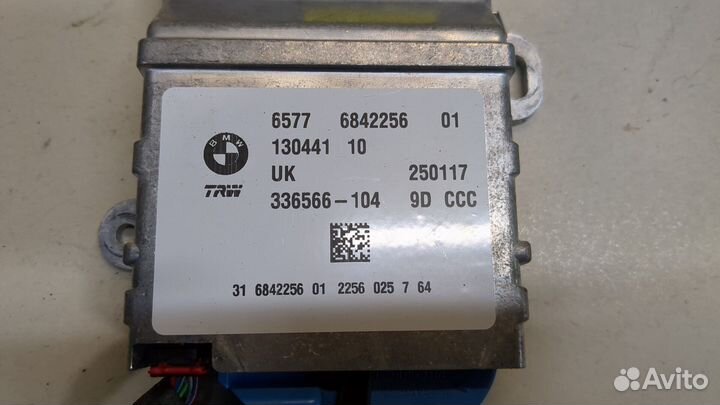 6577 6842256 01
130441 10
BMW
UK 250117
TRW 336566-104 9D CCC
31 6842256 01 2256 025 7 64
Avito